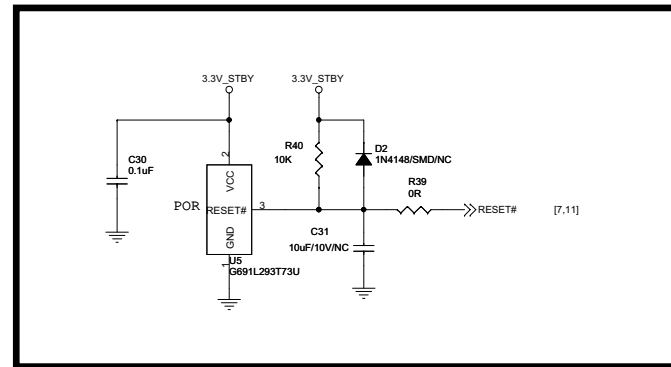 3.3V_STBY
3.3V_STBY
C30
0.1uF
2
VCC
POR
RESET#
3
GND
1
U5
G691L293T73U
R40
10K
D2
1N4148/SMD/NC
R39
0R
RESET#
[7,11]
C31
10uF/10V/NC